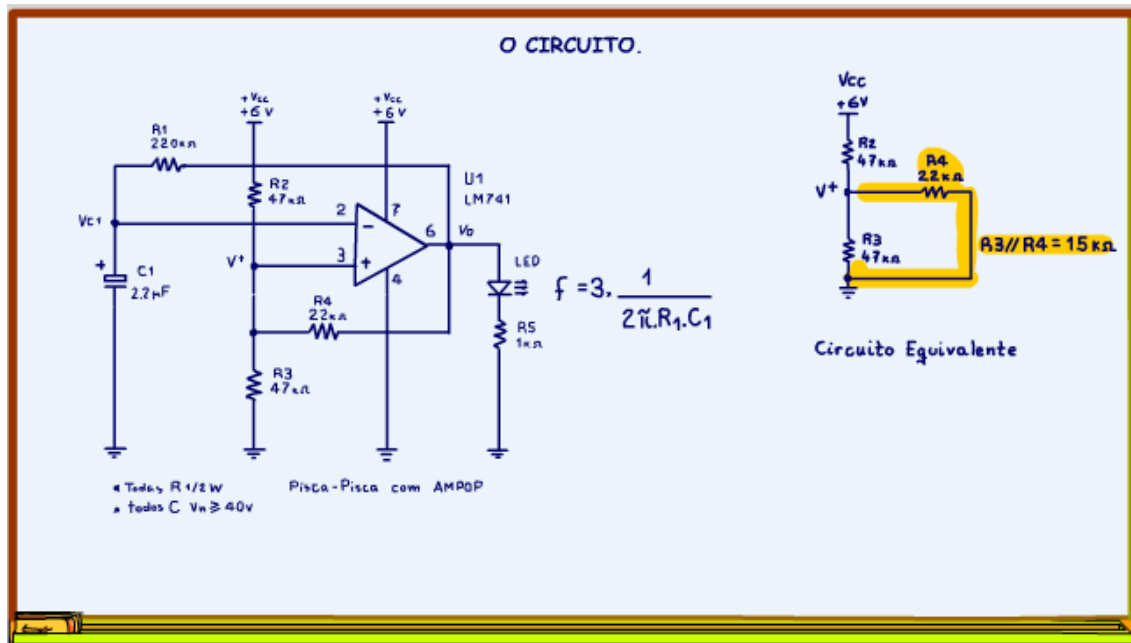 O CIRCUITO.
+Vcc
+6V
+Vcc
+6V
R1
220KΩ
R2
47KΩ
U1
LM741
Vc1
2
7
-
6
Vo
V+
3
+
4
+
C1
2,2µF
R4
22KΩ
R3
47KΩ
LED
R5
1KΩ
f = 3. 1
2π.R1.C1
Vcc
+6V
R2
47KΩ
R4
22KΩ
V+
R3
47KΩ
R3//R4 = 15KΩ
Circuito Equivalente
* Todas R 1/2 W
* todos C Vn ≥ 40v
Pisca-Pisca com AMPOP